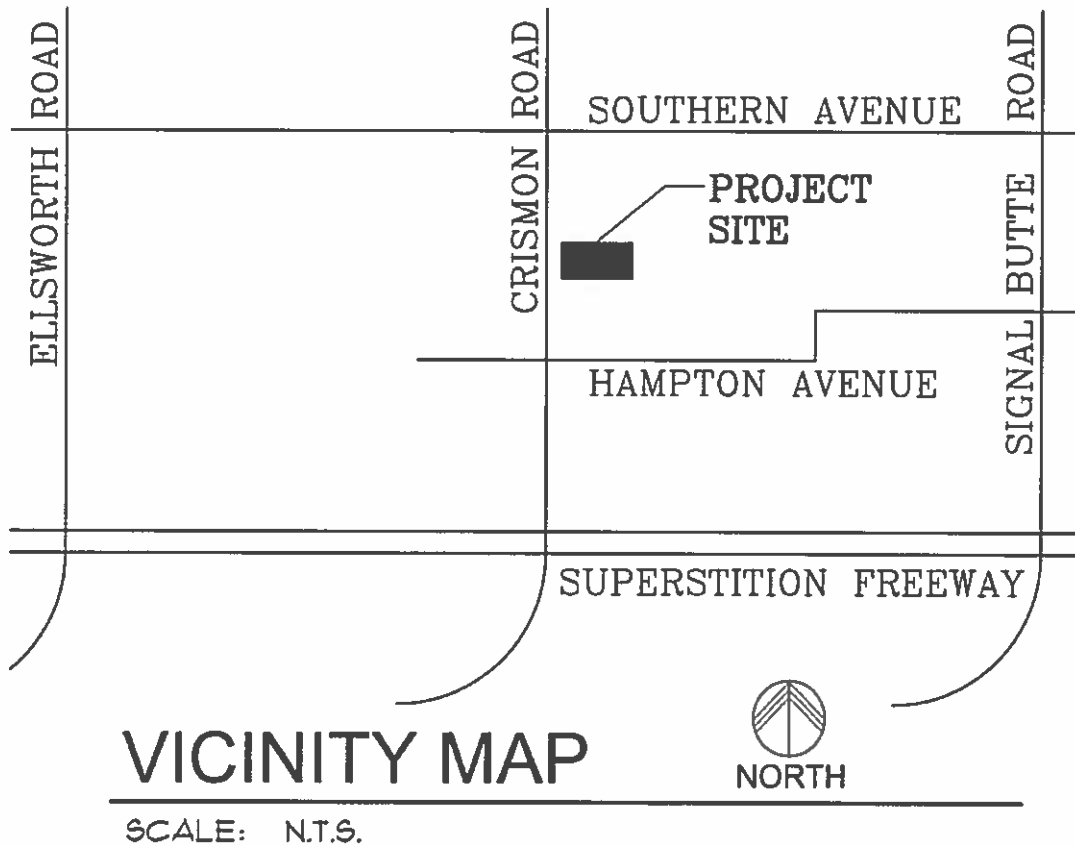 ELLSWORTH ROAD
CRISMON ROAD
SIGNAL BUTTE ROAD
SOUTHERN AVENUE
PROJECT
SITE
HAMPTON AVENUE
SUPERSTITION FREEWAY
VICINITY MAP
NORTH
SCALE: N.T.S.